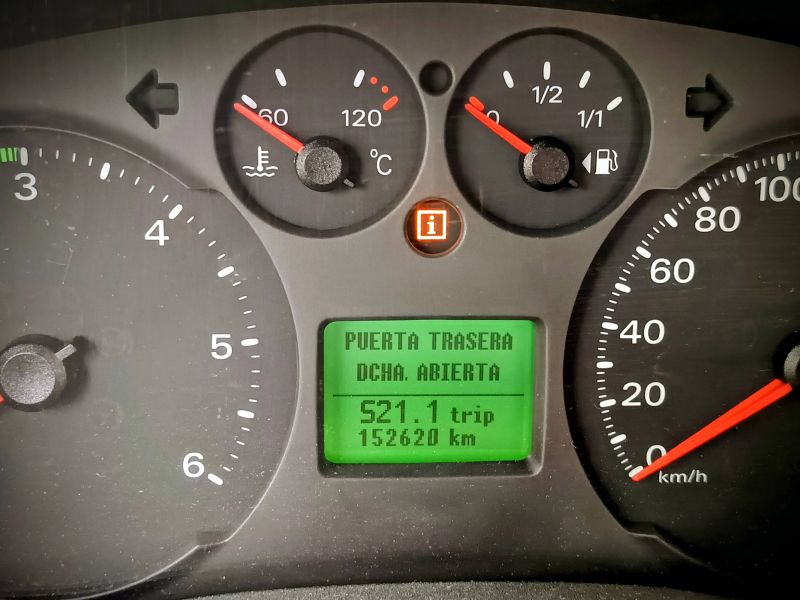 60
120
°C
0
1/2
1/1
i
3
4
5
6
PUERTA TRASERA
DCHA. ABIERTA
521.1 trip
152620 km
0
20
40
60
80
100
km/h